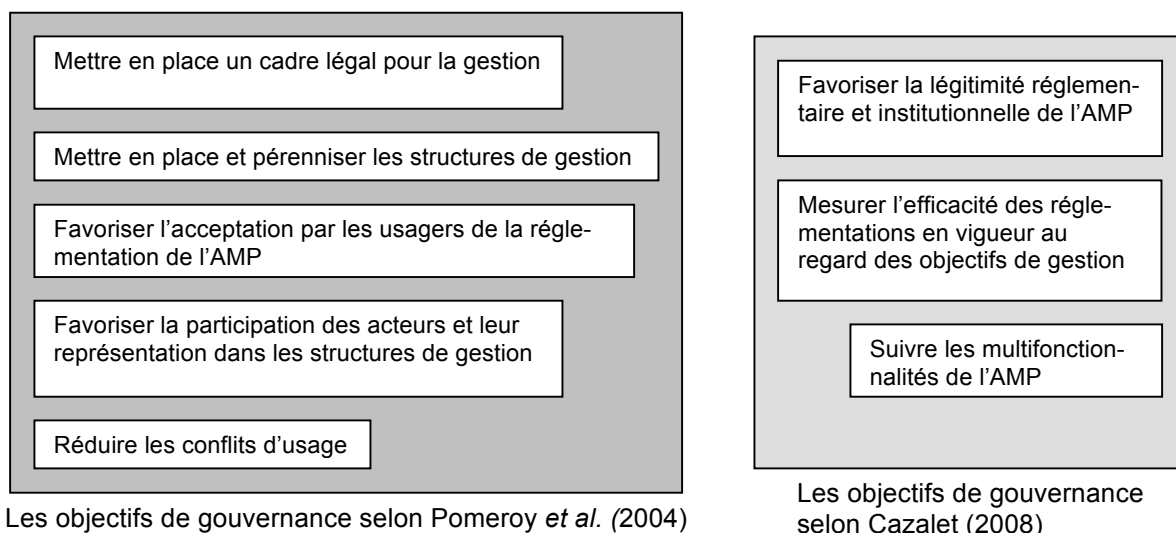 Mettre en place un cadre légal pour la gestion
Mettre en place et pérenniser les structures de gestion
Favoriser l’acceptation par les usagers de la régle-
mentation de l’AMP
Favoriser la participation des acteurs et leur
représentation dans les structures de gestion
Réduire les conflits d’usage
Les objectifs de gouvernance selon Pomeroy et al. (2004)
Favoriser la légitimité réglemen-
taire et institutionnelle de l’AMP
Mesurer l’efficacité des régle-
mentations en vigueur au
regard des objectifs de gestion
Suivre les multifonction-
nalités de l’AMP
Les objectifs de gouvernance
selon Cazalet (2008)